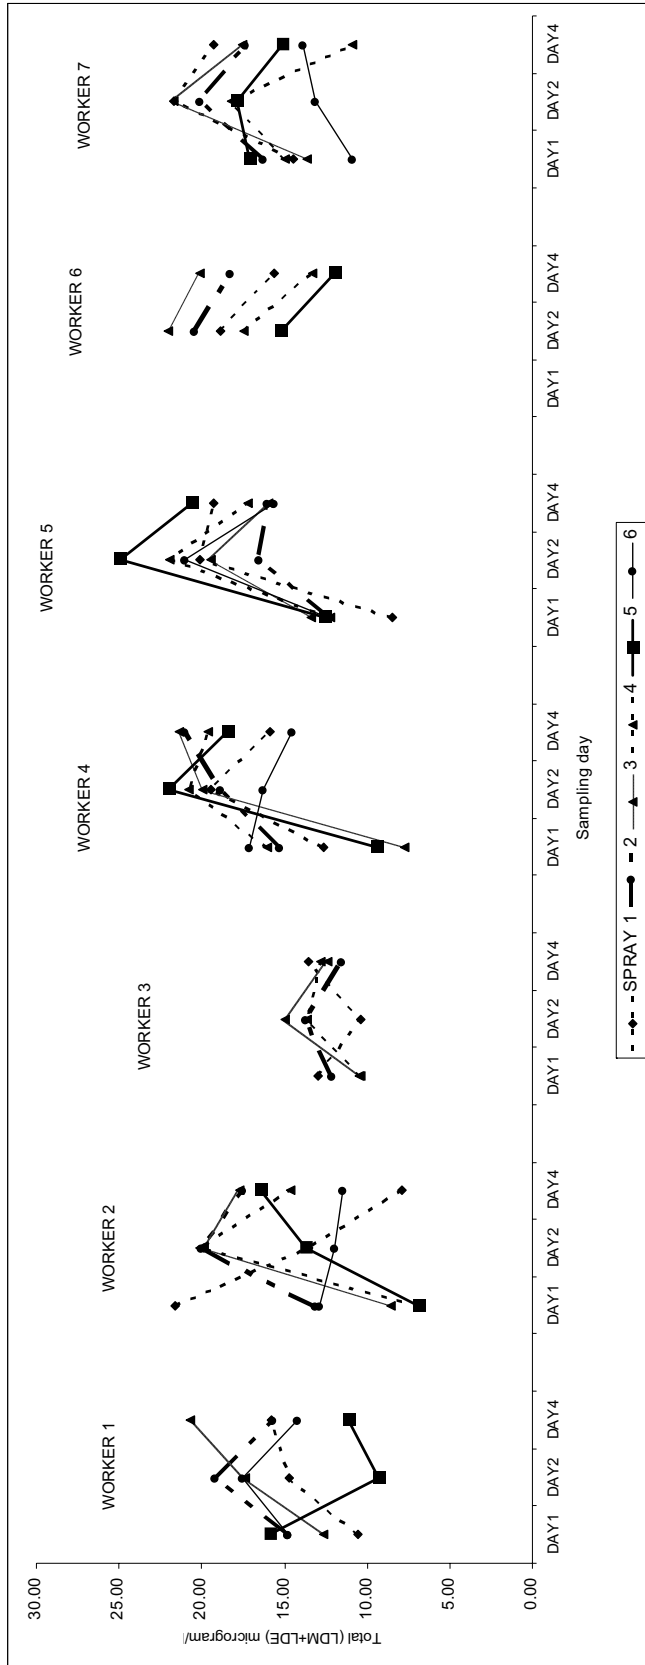 WORKER 1
WORKER 2
WORKER 3
WORKER 4
WORKER 5
WORKER 6
WORKER 7
30.00
25.00
20.00
15.00
10.00
5.00
0.00
Total (LDM+LDE) microgram/l
DAY1 DAY2 DAY4 DAY1 DAY2 DAY4 DAY1 DAY2 DAY4 DAY1 DAY2 DAY4 DAY1 DAY2 DAY4 DAY1 DAY2 DAY4 DAY1 DAY2 DAY4
Sampling day
SPRAY 1 2 3 4 5 6